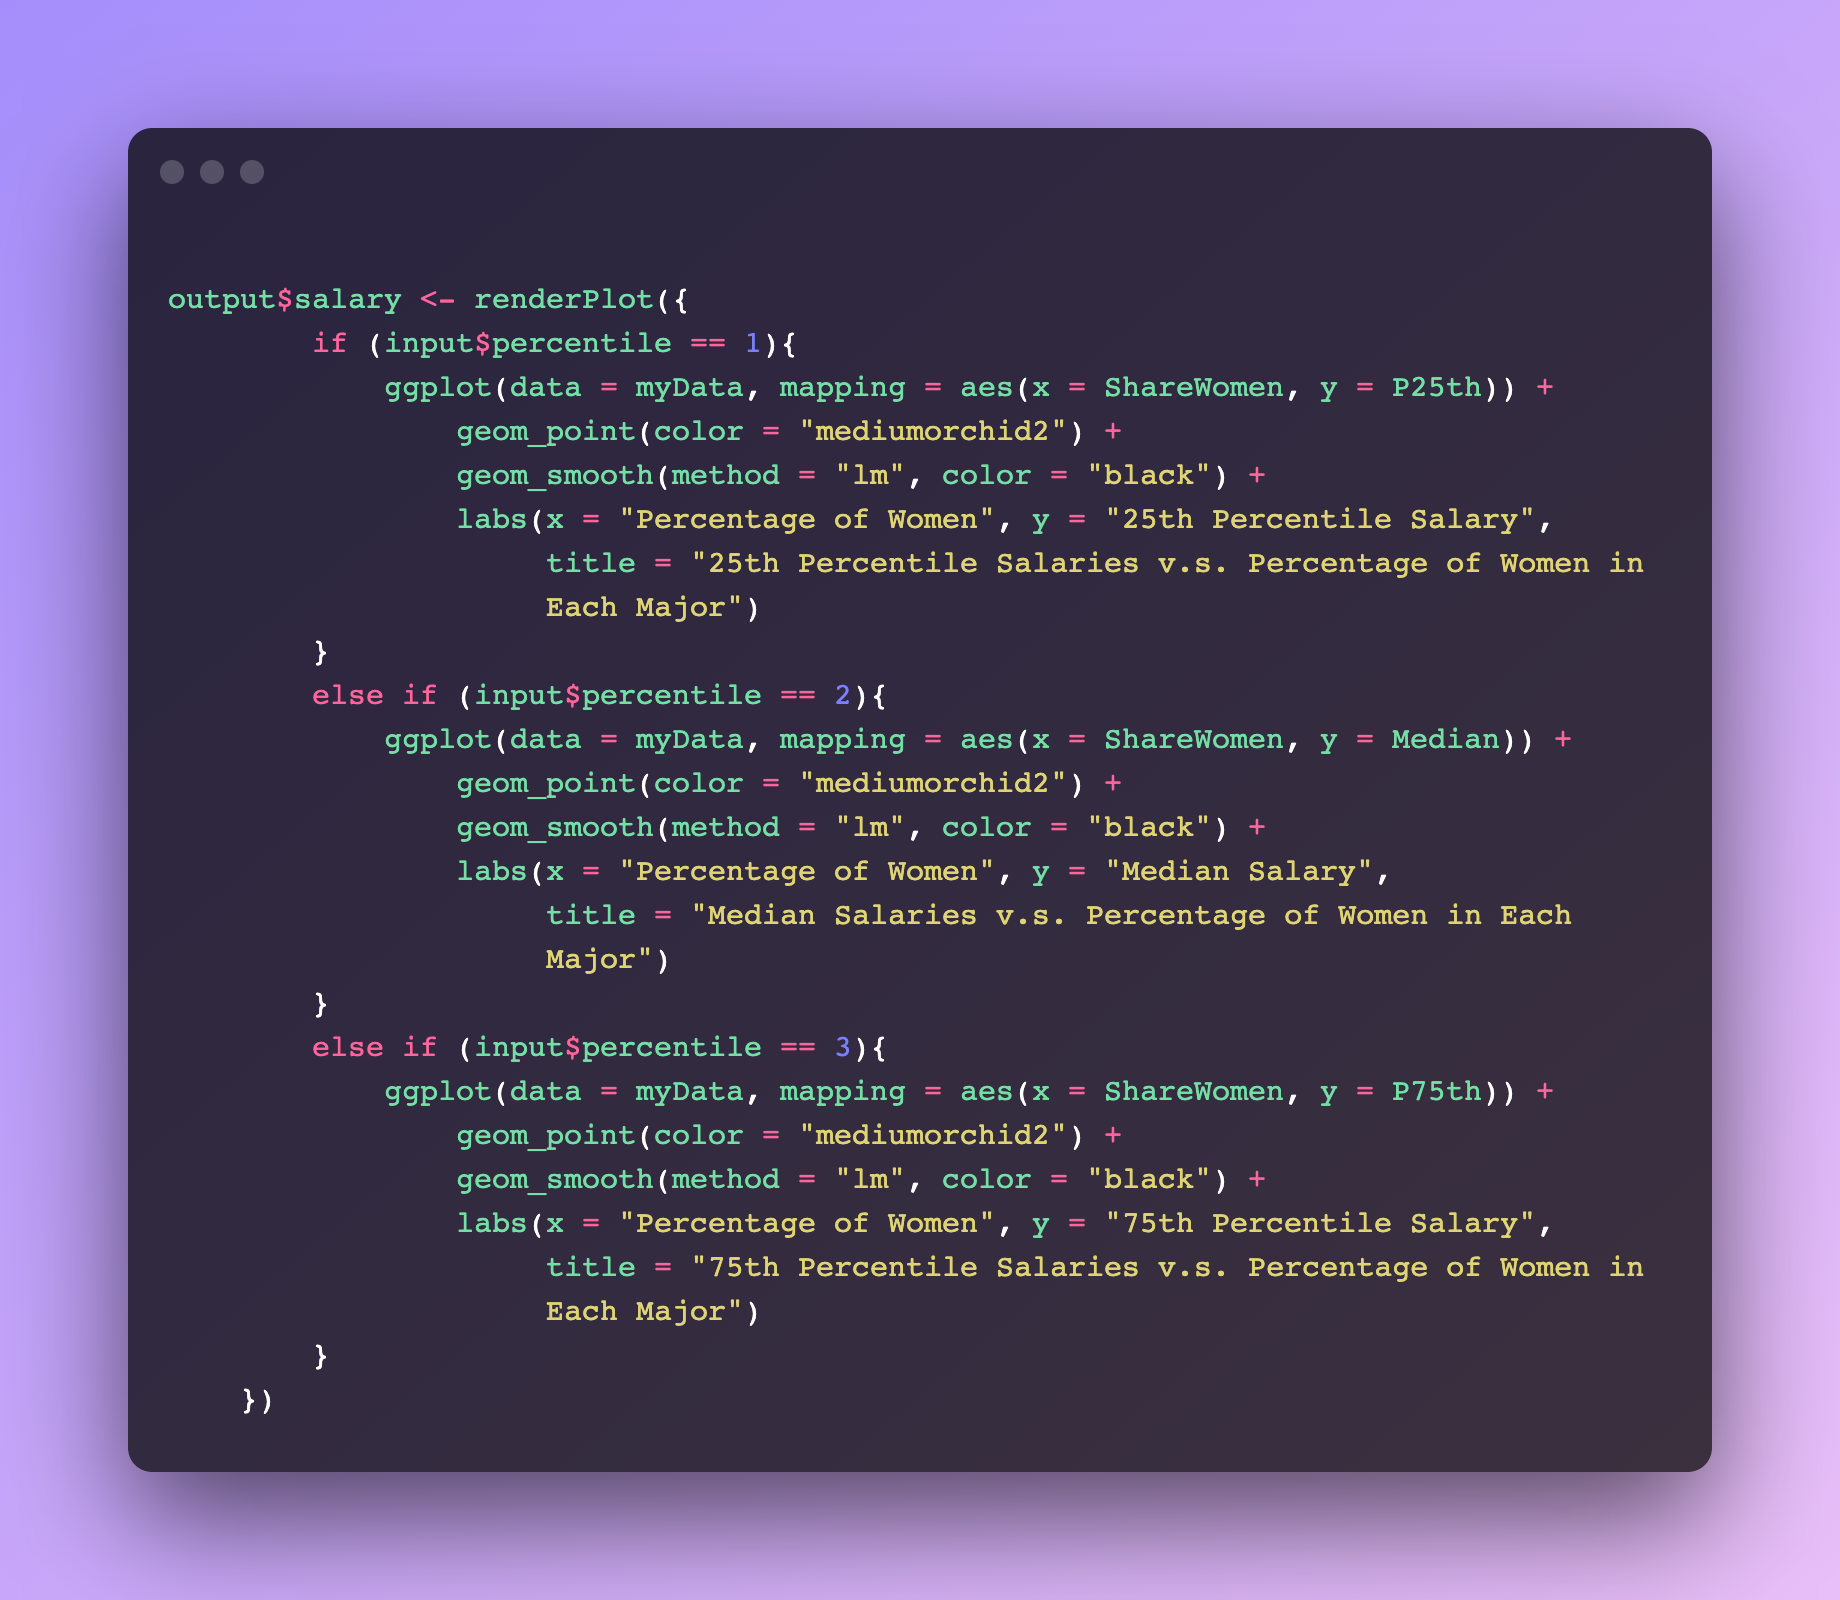 output$salary <- renderPlot({
        if (input$percentile == 1){
            ggplot(data = myData, mapping = aes(x = ShareWomen, y = P25th)) +
                geom_point(color = "mediumorchid2") +
                geom_smooth(method = "lm", color = "black") +
                labs(x = "Percentage of Women", y = "25th Percentile Salary",
                     title = "25th Percentile Salaries v.s. Percentage of Women in
                     Each Major")
        }
        else if (input$percentile == 2){
            ggplot(data = myData, mapping = aes(x = ShareWomen, y = Median)) +
                geom_point(color = "mediumorchid2") +
                geom_smooth(method = "lm", color = "black") +
                labs(x = "Percentage of Women", y = "Median Salary",
                     title = "Median Salaries v.s. Percentage of Women in Each
                     Major")
        }
        else if (input$percentile == 3){
            ggplot(data = myData, mapping = aes(x = ShareWomen, y = P75th)) +
                geom_point(color = "mediumorchid2") +
                geom_smooth(method = "lm", color = "black") +
                labs(x = "Percentage of Women", y = "75th Percentile Salary",
                     title = "75th Percentile Salaries v.s. Percentage of Women in
                     Each Major")
        }
    })